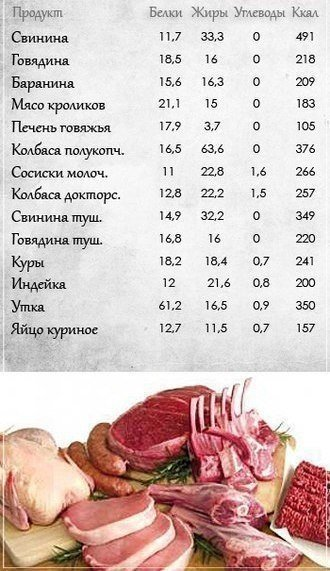 Продукт Белки Жиры Углеводы Ккал
Свинина 11,7 33,3 0 491
Говядина 18,5 16 0 218
Баранина 15,6 16,3 0 209
Мясо кроликов 21,1 15 0 183
Печень говяжья 17,9 3,7 0 105
Колбаса полукопч. 16,5 63,6 0 376
Сосиски молоч. 11 22,8 1,6 266
Колбаса докторс. 12,8 22,2 1,5 257
Свинина туш. 14,9 32,2 0 349
Говядина туш. 16,8 16 0 220
Куры 18,2 18,4 0,7 241
Индейка 12 21,6 0,8 200
Утка 61,2 16,5 0,9 350
Яйцо куриное 12,7 11,5 0,7 157